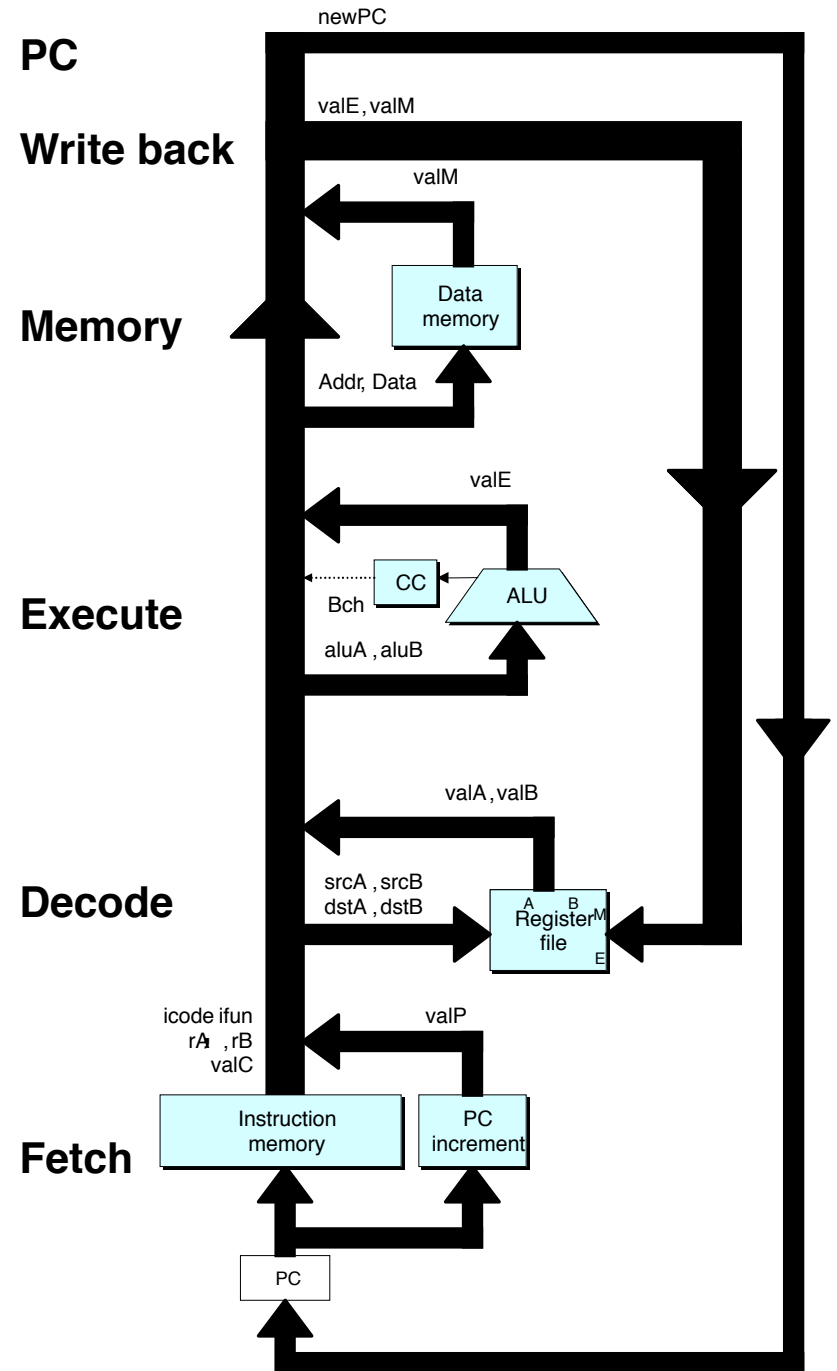 newPC
PC
valE, valM
Write back
valM
Data
memory
Memory
Addr, Data
valE
CC
ALU
Bch
Execute
aluA, aluB
valA, valB
srcA, srcB
dstA, dstB
Decode
A B
Register M
file
E
icode ifun
rA, rB
valC
valP
Instruction
memory
PC
increment
Fetch
PC